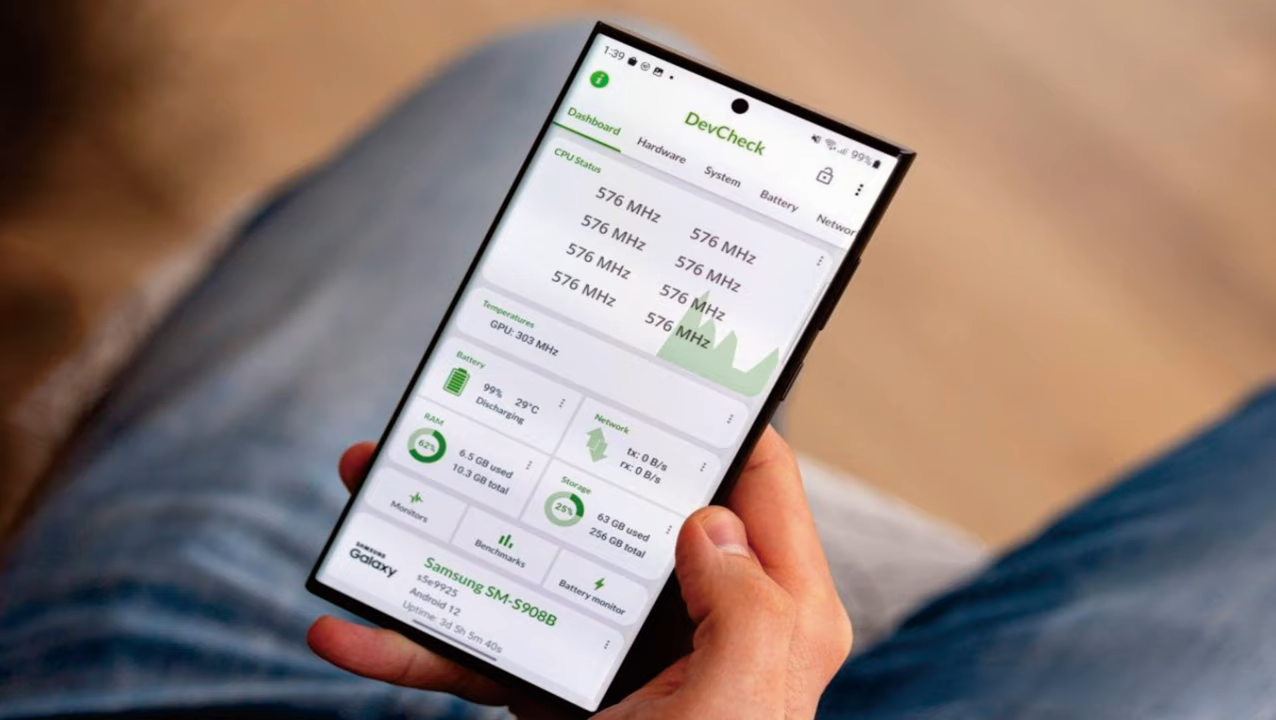 1:39
99%
DevCheck
Dashboard Hardware System Battery Networ
CPU Status
576 MHz 576 MHz
576 MHz 576 MHz
576 MHz 576 MHz
576 MHz 576 MHz
Temperatures
GPU: 303 MHz
Battery
99% 29°C
Discharging
Network
tx: 0 B/s
rx: 0 B/s
RAM
62%
6.5 GB used
10.3 GB total
Storage
25%
63 GB used
256 GB total
Monitors
Benchmarks
Battery monitor
SAMSUNG
Galaxy
Samsung SM-S908B
s5e9925
Android 12
Uptime: 3d 5h 5m 40s